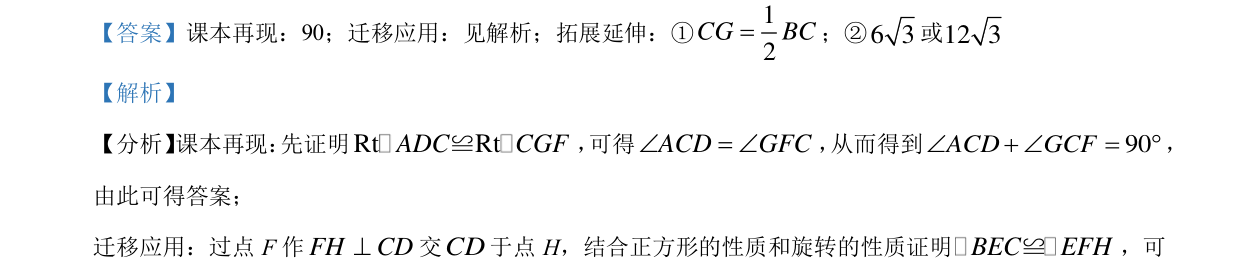 【答案】课本再现：90；迁移应用：见解析；拓展延伸：①CG = 1/2 BC；②6√3或12√3
【解析】
【分析】课本再现：先证明Rt□ADC≌Rt□CGF，可得∠ACD = ∠GFC，从而得到∠ACD + ∠GCF = 90°，
由此可得答案；
迁移应用：过点F作FH⊥CD交CD于点H，结合正方形的性质和旋转的性质证明□BEC≌□EFH，可